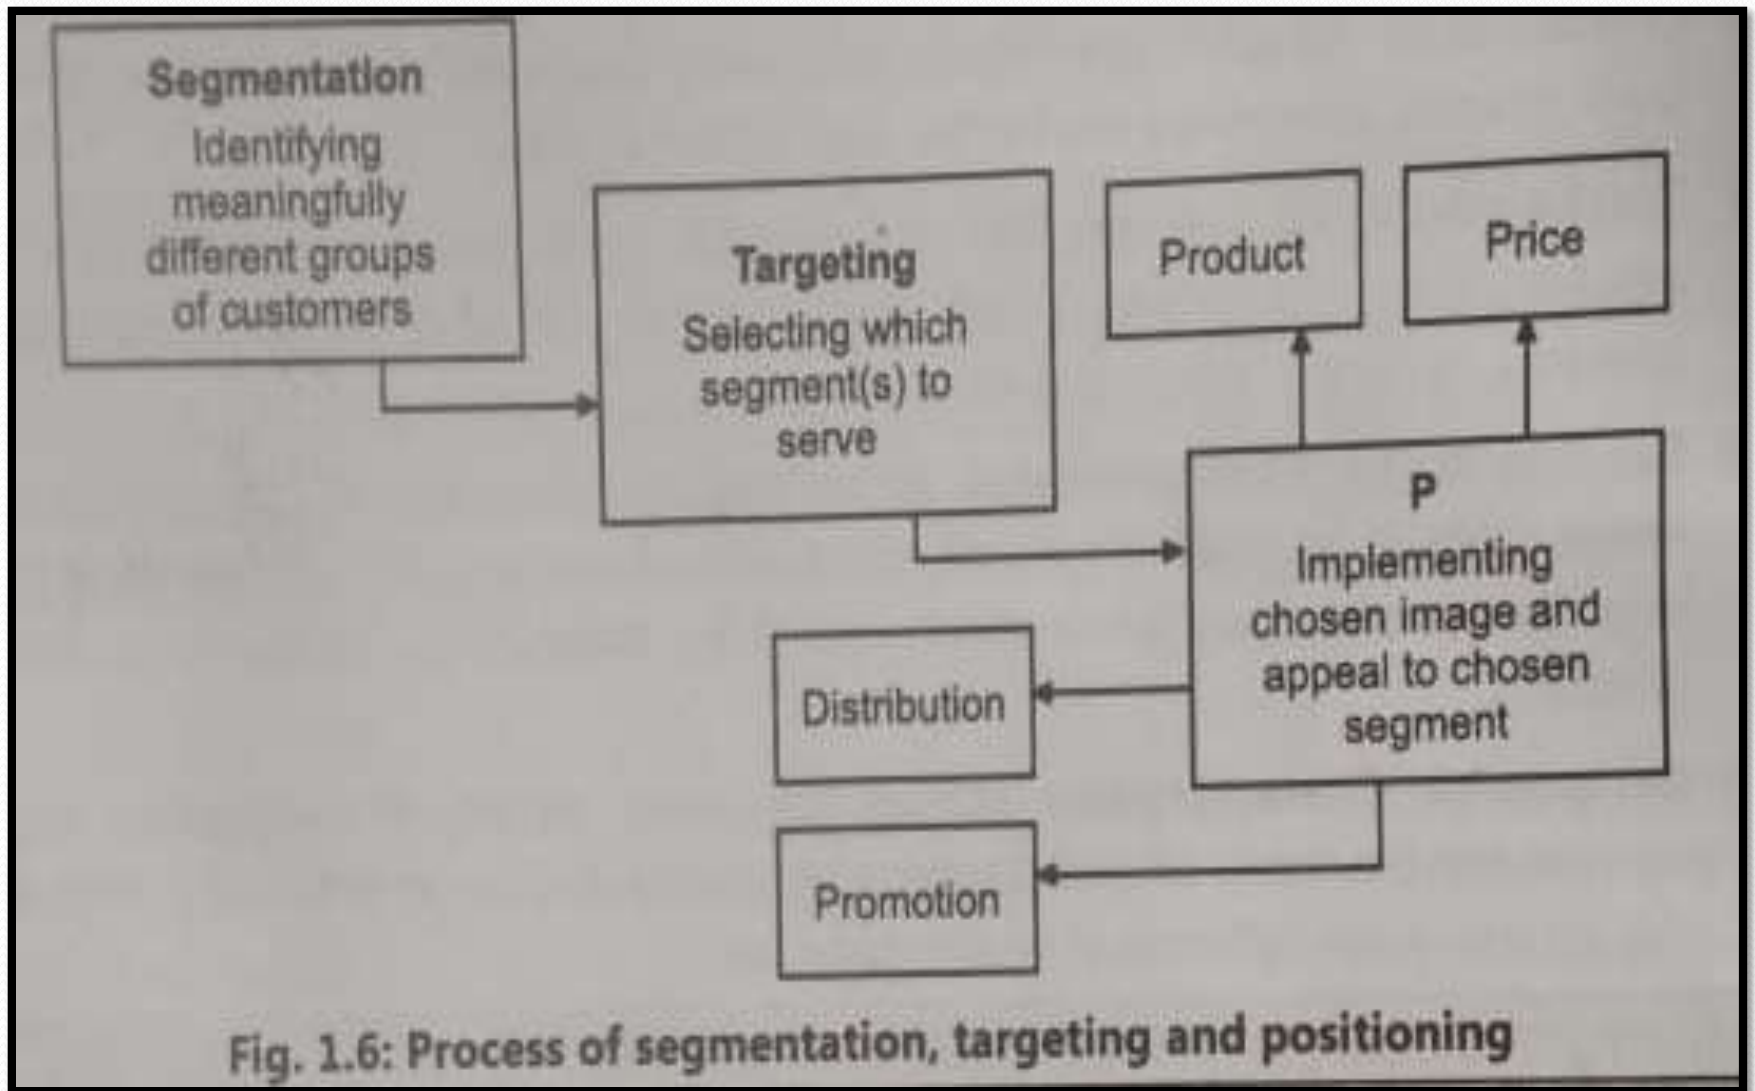 Segmentation
Identifying
meaningfully
different groups
of customers
Targeting
Selecting which
segment(s) to
serve
Product
Price
P
Implementing
chosen image and
appeal to chosen
segment
Distribution
Promotion
Fig. 1.6: Process of segmentation, targeting and positioning